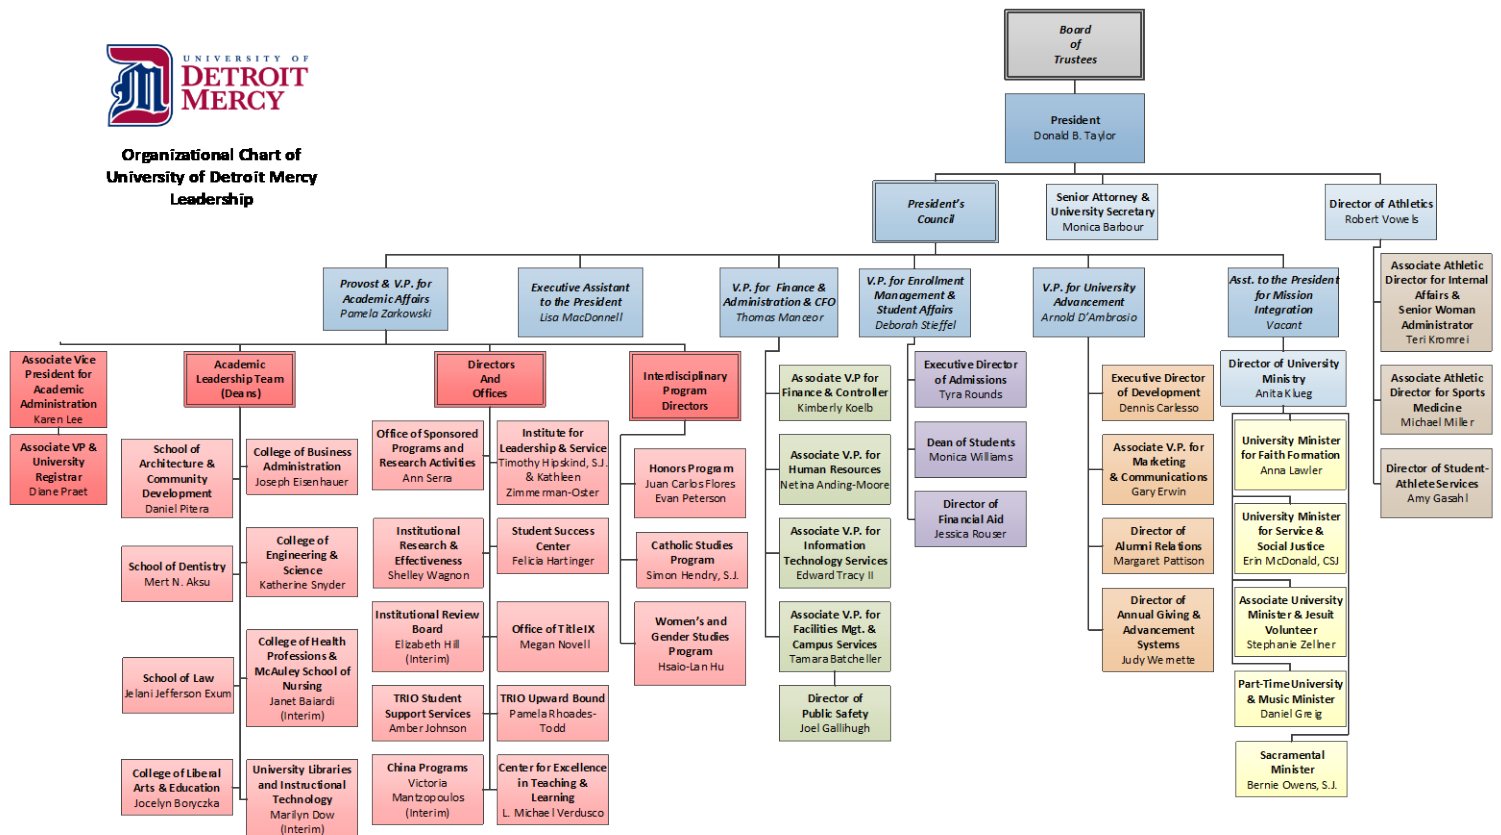 UNIVERSITY OF
DETROIT
MERCY
Organizational Chart of
University of Detroit Mercy
Leadership
Board
of
Trustees
President
Donald B. Taylor
President's
Council
Senior Attorney &
University Secretary
Monica Barbour
Director of Athletics
Robert Vowels
Provost & V.P. for
Academic Affairs
Pamela Zarkowski
Executive Assistant
to the President
Lisa MacDonnell
V.P. for Finance &
Administration & CFO
Thomas Manceor
V.P. for Enrollment
Management &
Student Affairs
Deborah Stieffel
V.P. for University
Advancement
Arnold D'Ambrosio
Asst. to the President
for Mission
Integration
Vacant
Associate Athletic
Director for Internal
Affairs &
Senior Woman
Administrator
Teri Kromrei
Associate Athletic
Director for Sports
Medicine
Michael Miller
Director of Student-
Athlete Services
Amy Gasahl
Associate Vice
President for
Academic
Administration
Karen Lee
Associate VP &
University
Registrar
Diane Praet
Academic
Leadership Team
(Deans)
School of
Architecture &
Community
Development
Daniel Pitera
College of Business
Administration
Joseph Eisenhauer
School of Dentistry
Mert N. Aksu
College of
Engineering &
Science
Katherine Snyder
School of Law
Jelani Jefferson Exum
College of Health
Professions &
McAuley School of
Nursing
Janet Baiardi
(Interim)
College of Liberal
Arts & Education
Jocelyn Boryczka
University Libraries
and Instructional
Technology
Marilyn Dow
(Interim)
Directors
And
Offices
Office of Sponsored
Programs and
Research Activities
Ann Serra
Institute for
Leadership & Service
Timothy Hipskind, S.J.
& Kathleen
Zimmerman-Oster
Institutional
Research &
Effectiveness
Shelley Wagnon
Student Success
Center
Felicia Hartinger
Institutional Review
Board
Elizabeth Hill
(Interim)
Office of Title IX
Megan Novell
TRIO Student
Support Services
Amber Johnson
TRIO Upward Bound
Pamela Rhoades-
Todd
China Programs
Victoria
Mantzopoulos
(Interim)
Center for Excellence
in Teaching &
Learning
L. Michael Verdusco
Interdisciplinary
Program
Directors
Honors Program
Juan Carlos Flores
Evan Peterson
Catholic Studies
Program
Simon Hendry, S.J.
Women's and
Gender Studies
Program
Hsaio-Lan Hu
Associate V.P for
Finance & Controller
Kimberly Koelb
Associate V.P. for
Human Resources
Netina Anding-Moore
Associate V.P. for
Information
Technology Services
Edward Tracy II
Associate V.P. for
Facilities Mgt. &
Campus Services
Tamara Batcheller
Director of
Public Safety
Joel Gallihugh
Executive Director
of Admissions
Tyra Rounds
Dean of Students
Monica Williams
Director of
Financial Aid
Jessica Rouser
Executive Director
of Development
Dennis Carlesso
Associate V.P. for
Marketing
& Communications
Gary Erwin
Director of
Alumni Relations
Margaret Pattison
Director of
Annual Giving &
Advancement
Systems
Judy Wernette
Director of University
Ministry
Anita Klueg
University Minister
for Faith Formation
Anna Lawler
University Minister
for Service &
Social Justice
Erin McDonald, CSJ
Associate University
Minister & Jesuit
Volunteer
Stephanie Zellner
Part-Time University
& Music Minister
Daniel Greig
Sacramental
Minister
Bernie Owens, S.J.